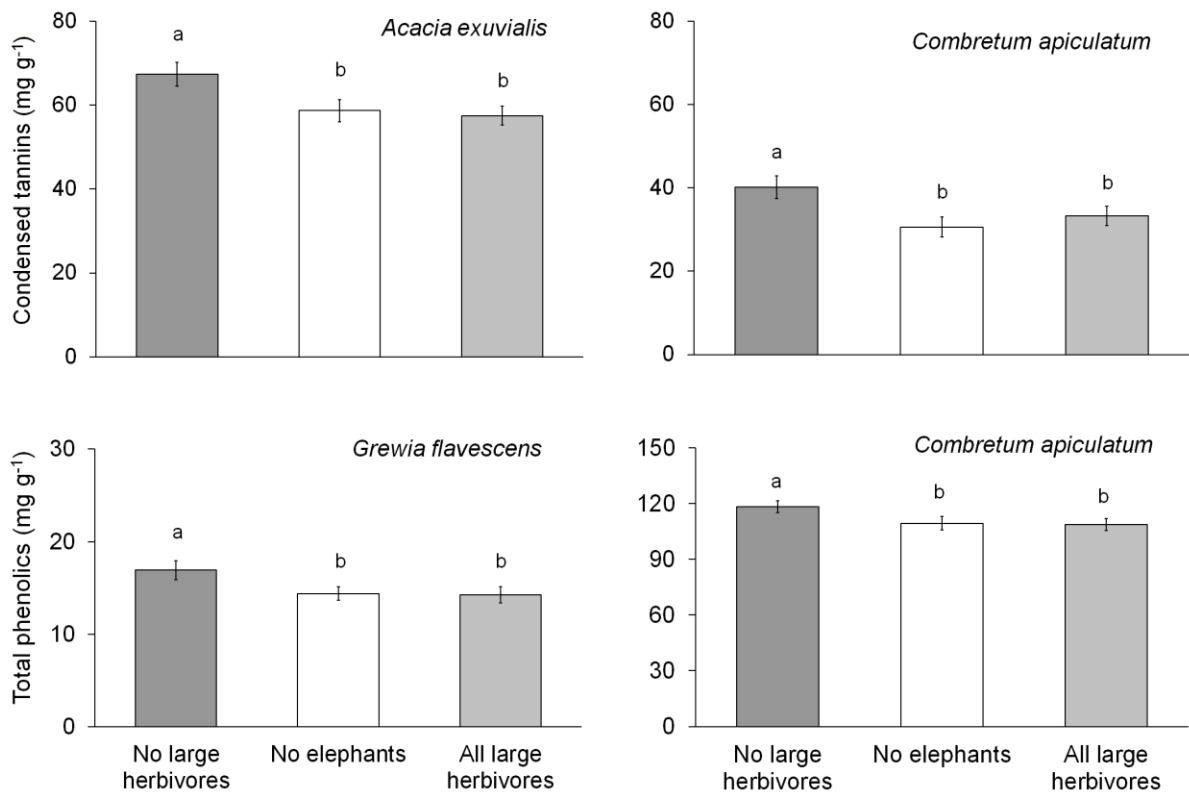 Condensed tannins (mg g-1)
80
60
40
20
0
Acacia exuvialis
a
b
b
80
60
40
20
0
Combretum apiculatum
a
b
b
Total phenolics (mg g-1)
30
20
10
0
Grewia flavescens
a
b
b
No large
herbivores
No elephants
All large
herbivores
150
120
90
60
30
0
Combretum apiculatum
a
b
b
No large
herbivores
No elephants
All large
herbivores